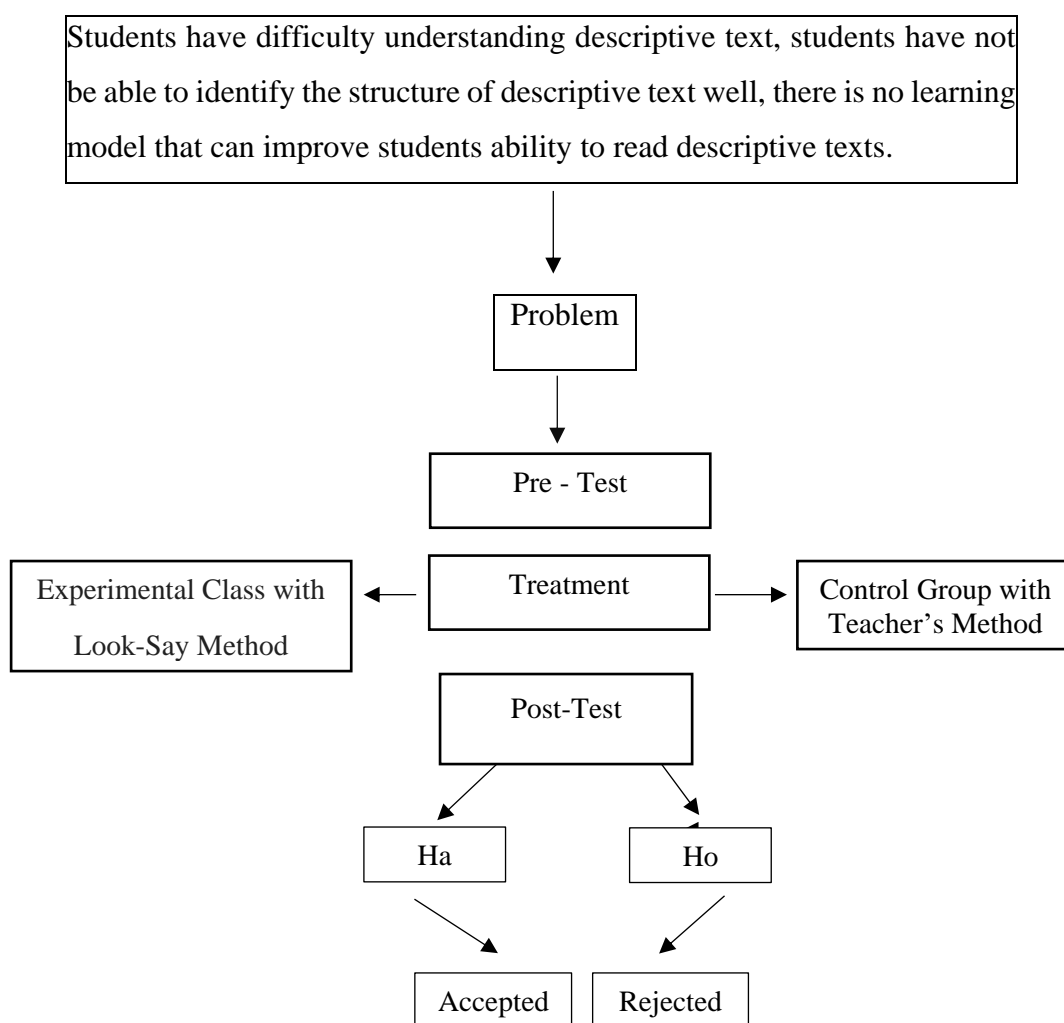 Students have difficulty understanding descriptive text, students have not
be able to identify the structure of descriptive text well, there is no learning
model that can improve students ability to read descriptive texts.
Problem
Pre - Test
Experimental Class with
Look-Say Method
Treatment
Control Group with
Teacher's Method
Post-Test
Ha
Ho
Accepted
Rejected